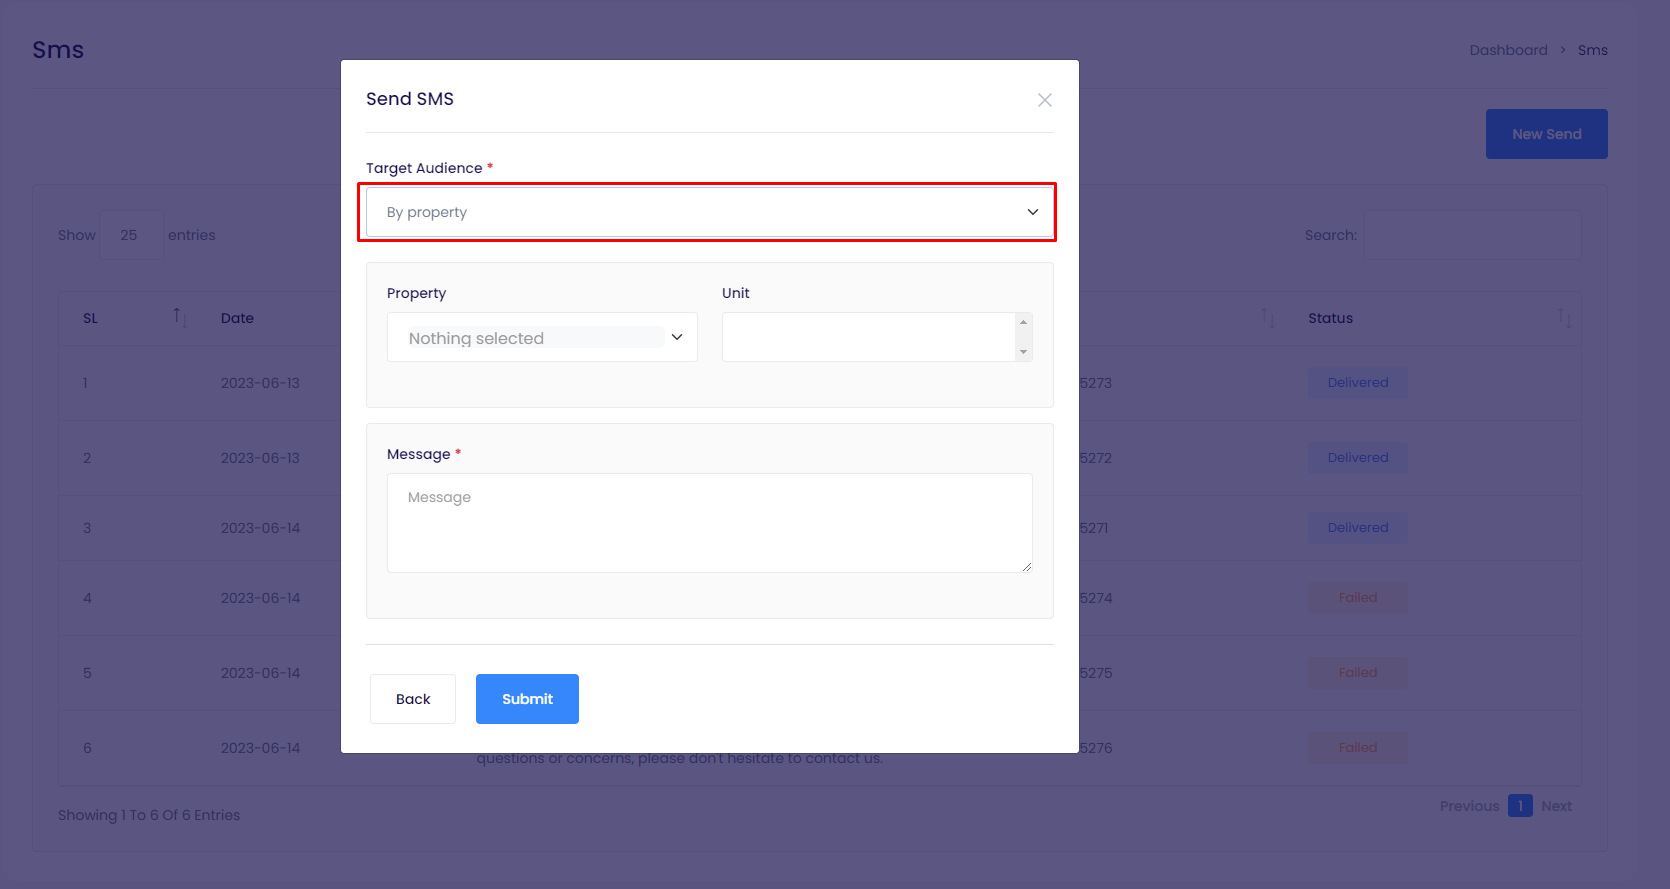 Sms
Dashboard > Sms
New Send
Show 25 entries
Search:
SL Date Status
1 2023-06-13 5273 Delivered
2 2023-06-13 5272 Delivered
3 2023-06-14 5271 Delivered
4 2023-06-14 5274 Failed
5 2023-06-14 5275 Failed
6 2023-06-14 5276 Failed
questions or concerns, please don't hesitate to contact us.
Showing 1 To 6 Of 6 Entries
Previous 1 Next
Send SMS
Target Audience *
By property
Property Unit
Nothing selected
Message *
Message
Back Submit